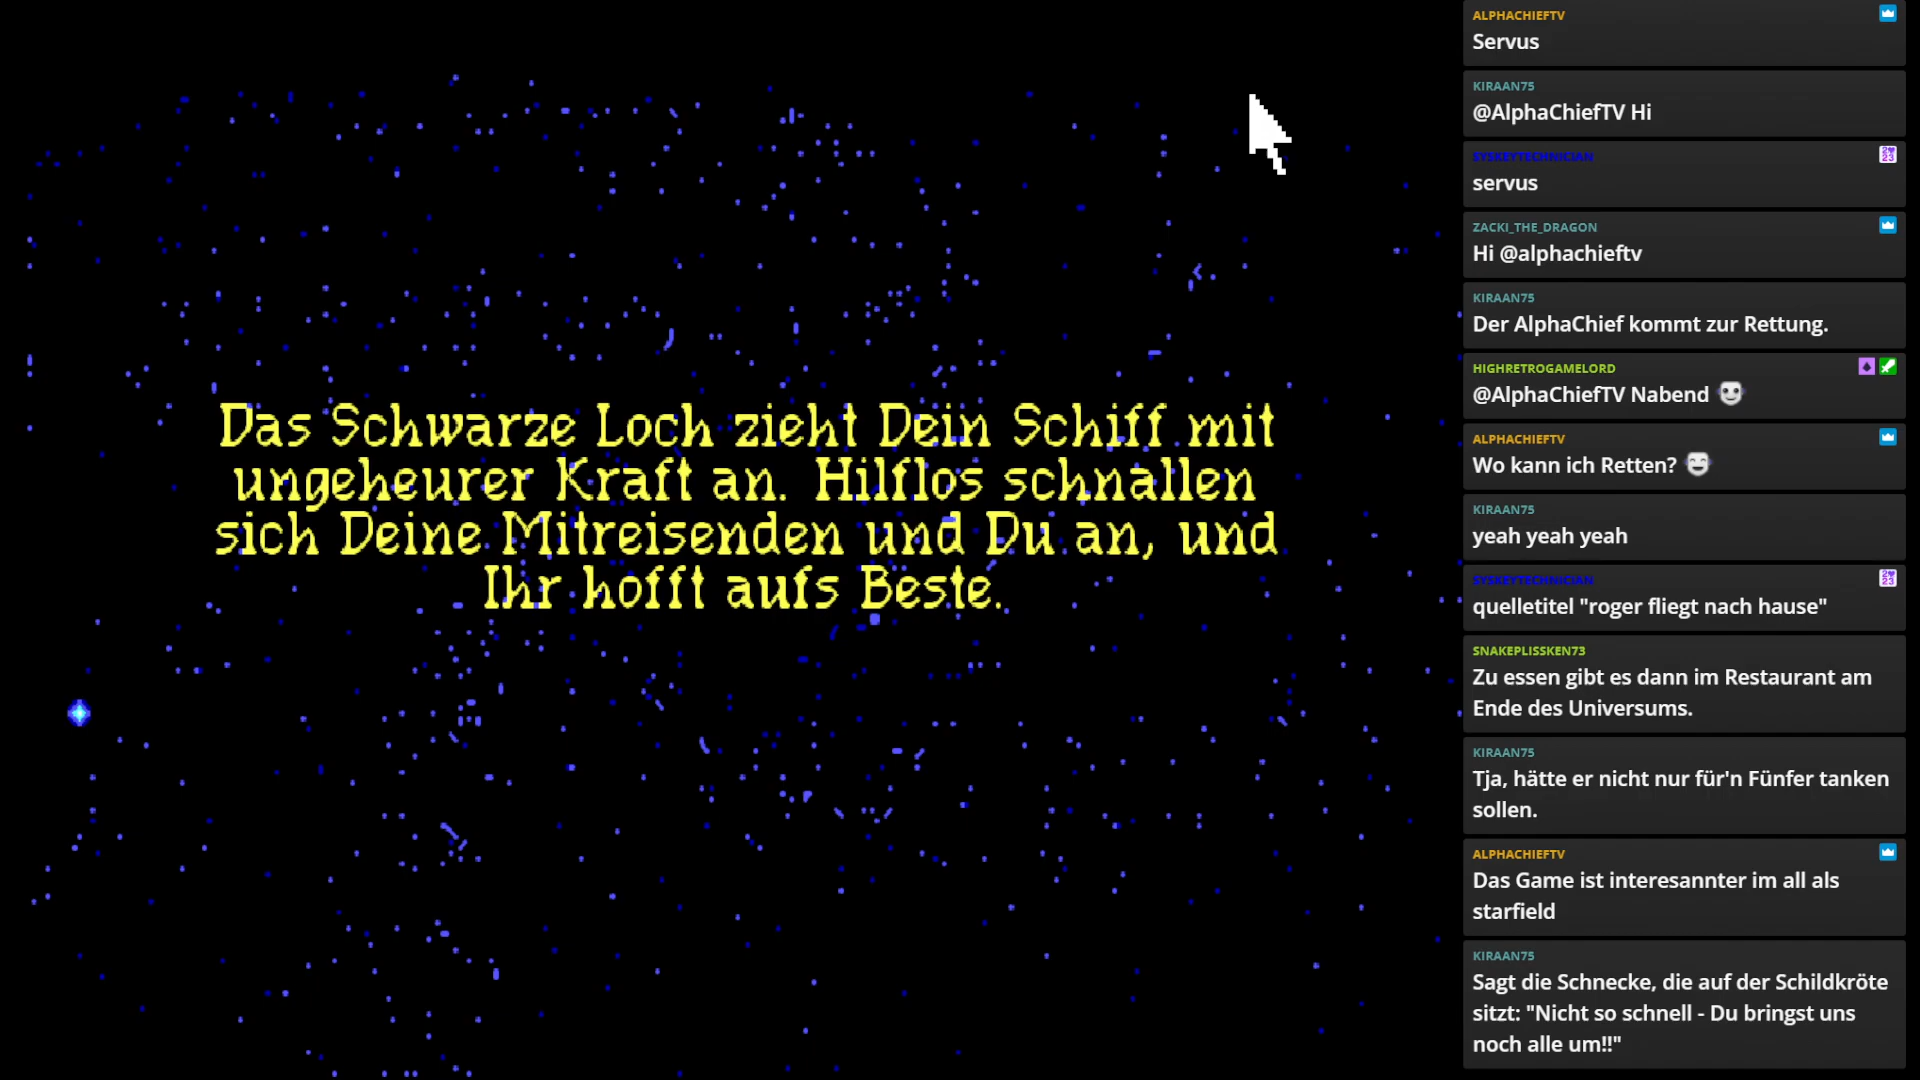 Das Schwarze Loch zieht Dein Schiff mit
ungeheurer Kraft an. Hilflos schnallen
sich Deine Mitreisenden und Du an, und
Ihr hofft aufs Beste.
ALPHACHIEFTV
Servus
KIRAAN75
@AlphaChiefTV Hi
SYSKEYTECHNICIAN
servus
ZACKI_THE_DRAGON
Hi @alphachieftv
KIRAAN75
Der AlphaChief kommt zur Rettung.
HIGHRETROGAMELORD
@AlphaChiefTV Nabend
ALPHACHIEFTV
Wo kann ich Retten?
KIRAAN75
yeah yeah yeah
SYSKEYTECHNICIAN
quelletitel "roger fliegt nach hause"
SNAKEPLISSKEN73
Zu essen gibt es dann im Restaurant am
Ende des Universums.
KIRAAN75
Tja, hätte er nicht nur für'n Fünfer tanken
sollen.
ALPHACHIEFTV
Das Game ist interesannter im all als
starfield
KIRAAN75
Sagt die Schnecke, die auf der Schildkröte
sitzt: "Nicht so schnell - Du bringst uns
noch alle um!!"